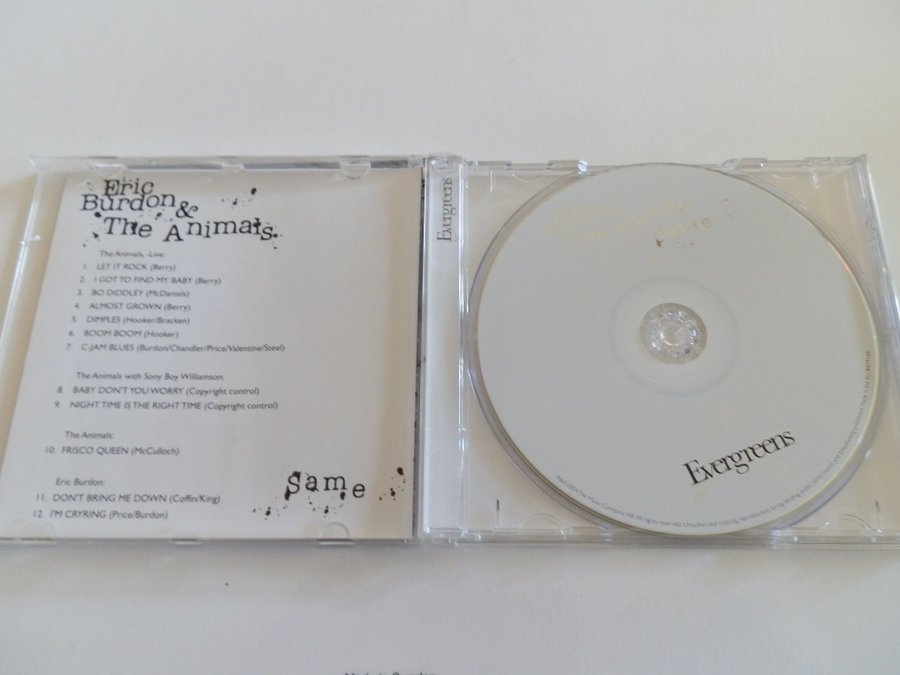 Eric
Burdon &
The Animals
The Animals, -Live:
1. LET IT ROCK (Berry)
2. I GOT TO FIND MY BABY (Berry)
3. BO DIDDLEY (McDaniels)
4. ALMOST GROWN (Berry)
5. DIMPLES (Hooker/Bracken)
6. BOOM BOOM (Hooker)
7. C-JAM BLUES (Burdon/Chandler/Price/Valentine/Steel)
The Animals with Sony Boy Williamson:
8. BABY DON'T YOU WORRY (Copyright control)
9. NIGHT TIME IS THE RIGHT TIME (Copyright control)
The Animals:
10. FRISCO QUEEN (McCulloch)
Eric Burdon:
11. DON'T BRING ME DOWN (Coffin/King)
12. I'M CRYRING (Price/Burdon)
Same
Evergreens
The Animals
Same
Evergreens